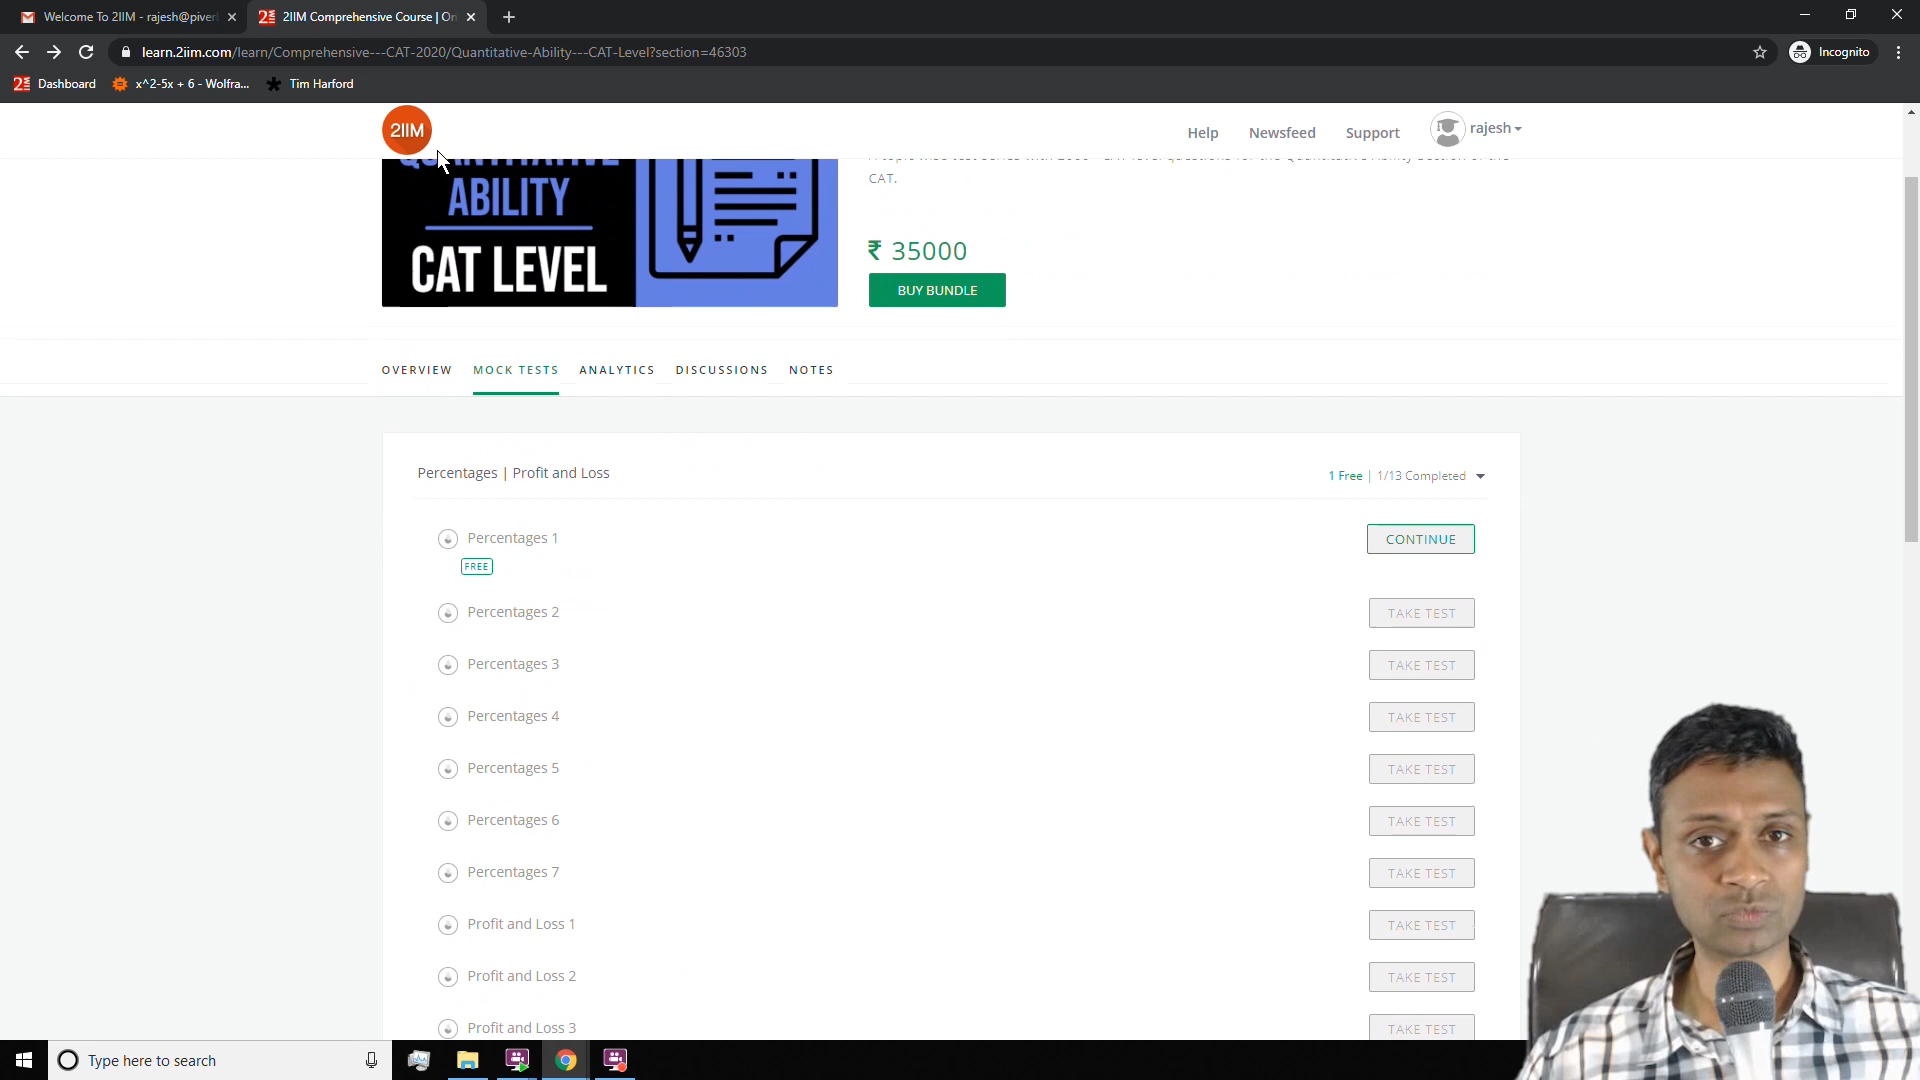 Welcome To 2IIM - rajesh@piver
2IIM Comprehensive Course | On
learn.2iim.com/learn/Comprehensive---CAT-2020/Quantitative-Ability---CAT-Level?section=46303
Incognito
Dashboard
x^2-5x + 6 - Wolfra...
Tim Harford
2IIM
Help
Newsfeed
Support
rajesh
QUANTITATIVE
ABILITY
CAT LEVEL
CAT.
₹ 35000
BUY BUNDLE
OVERVIEW
MOCK TESTS
ANALYTICS
DISCUSSIONS
NOTES
Percentages | Profit and Loss
1 Free | 1/13 Completed
Percentages 1
CONTINUE
FREE
Percentages 2
TAKE TEST
Percentages 3
TAKE TEST
Percentages 4
TAKE TEST
Percentages 5
TAKE TEST
Percentages 6
TAKE TEST
Percentages 7
TAKE TEST
Profit and Loss 1
TAKE TEST
Profit and Loss 2
TAKE TEST
Profit and Loss 3
TAKE TEST
Type here to search